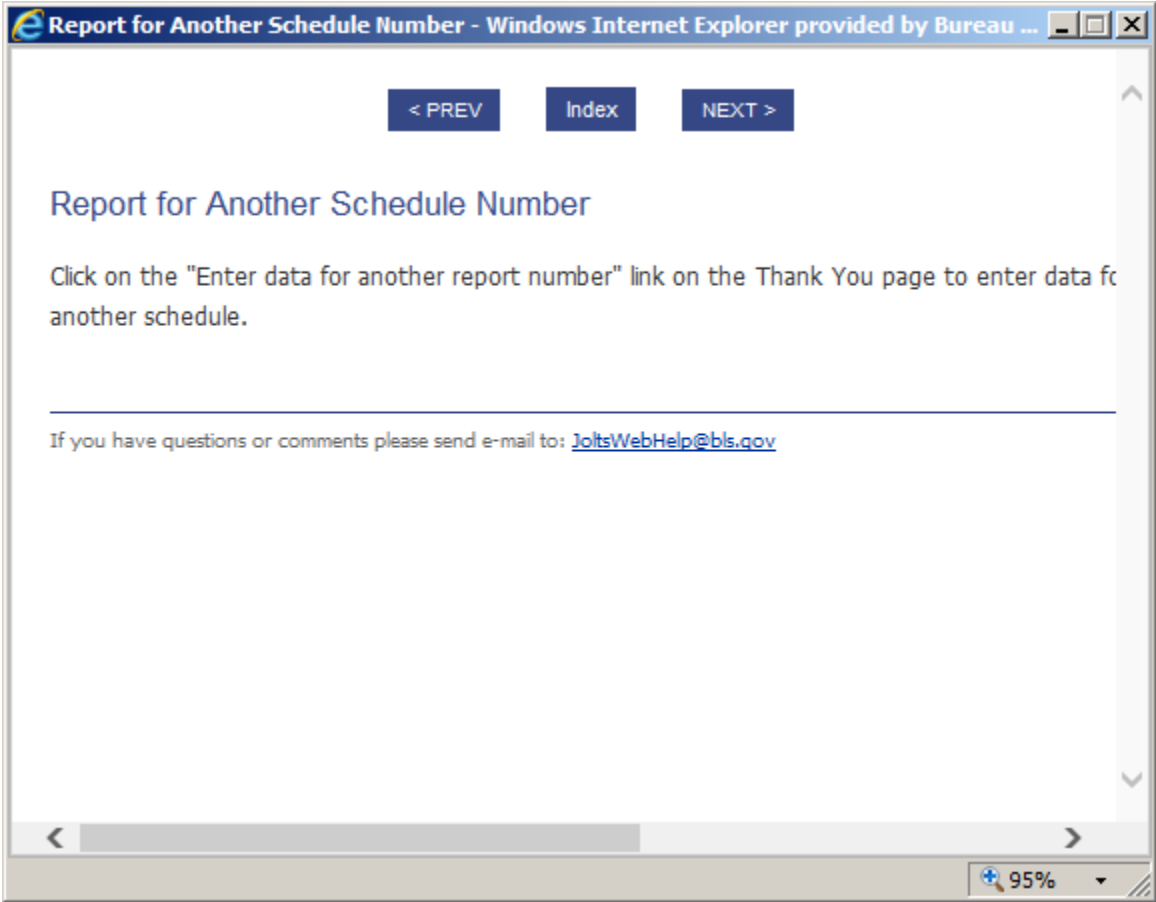 Report for Another Schedule Number - Windows Internet Explorer provided by Bureau ...
< PREV Index NEXT >
Report for Another Schedule Number
Click on the "Enter data for another report number" link on the Thank You page to enter data
another schedule.
If you have questions or comments please send e-mail to: JoltsWebHelp@bls.gov
95%